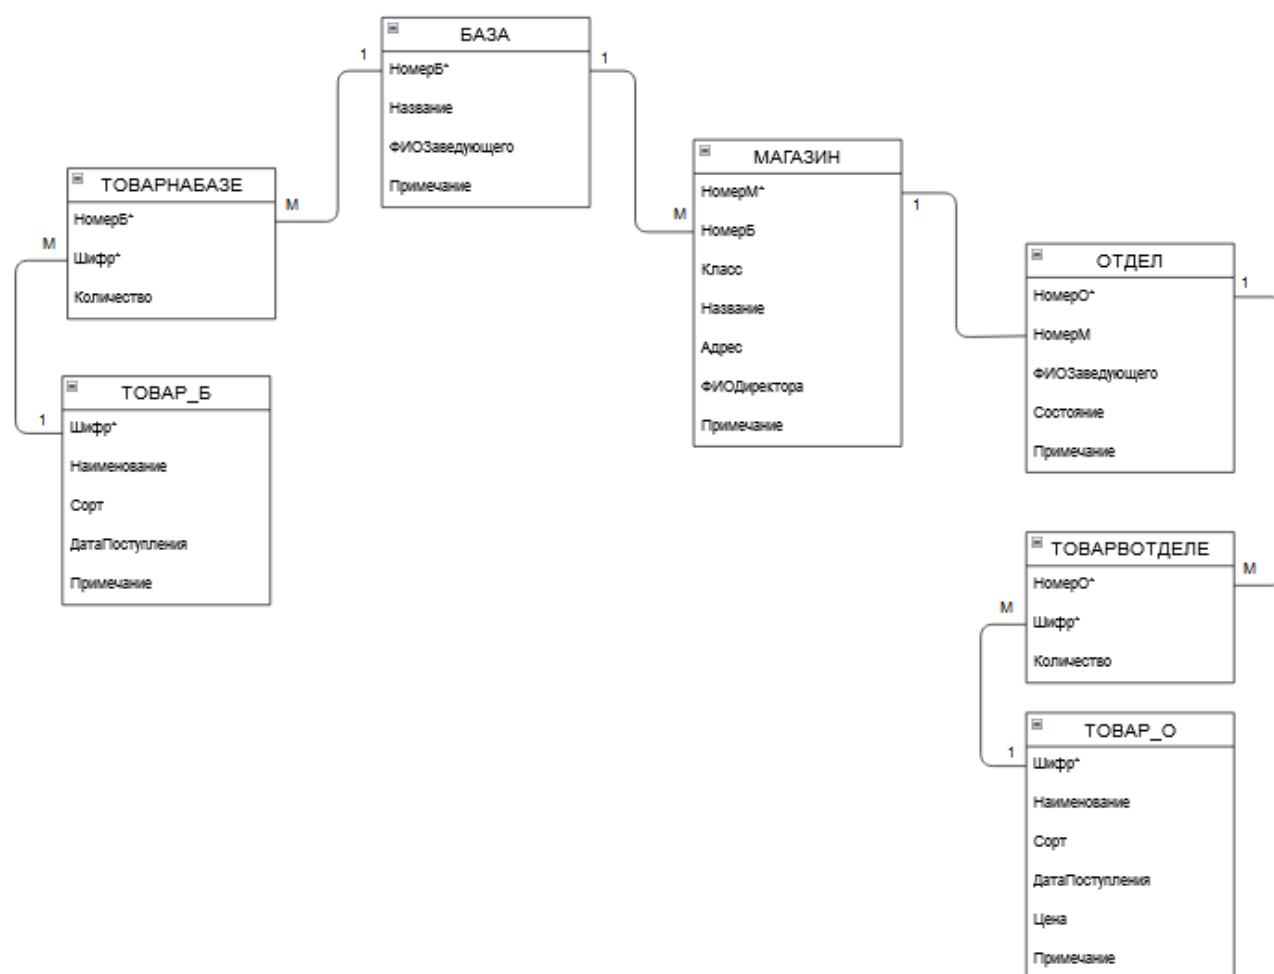 БАЗА
НомерБ*
Название
ФИОЗаведующего
Примечание
1
1
ТОВАРНАБАЗЕ
НомерБ*
Шифр*
Количество
М
М
ТОВАР_Б
Шифр*
Наименование
Сорт
ДатаПоступления
Примечание
1
МАГАЗИН
НомерМ*
НомерБ
Класс
Название
Адрес
ФИОДиректора
Примечание
М
1
ОТДЕЛ
НомерО*
НомерМ
ФИОЗаведующего
Состояние
Примечание
1
ТОВАРВОТДЕЛЕ
НомерО*
Шифр*
Количество
М
М
ТОВАР_О
Шифр*
Наименование
Сорт
ДатаПоступления
Цена
Примечание
1